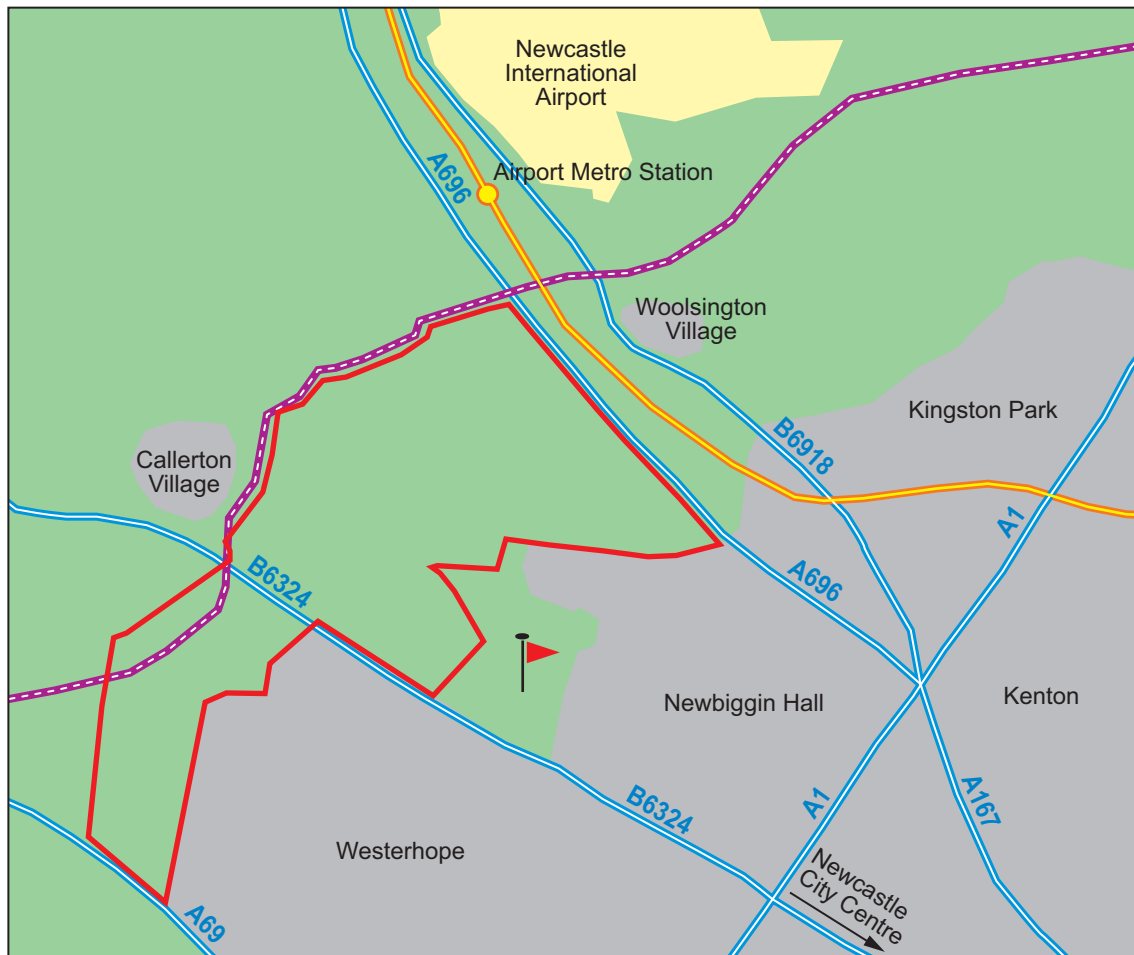 Newcastle
International
Airport
A696
Airport Metro Station
Woolsington
Village
Kingston Park
B6918
Callerton
Village
A1
B6324
A696
Newbiggin Hall
Kenton
A1
A167
B6324
Westerhope
Newcastle
City Centre
A69